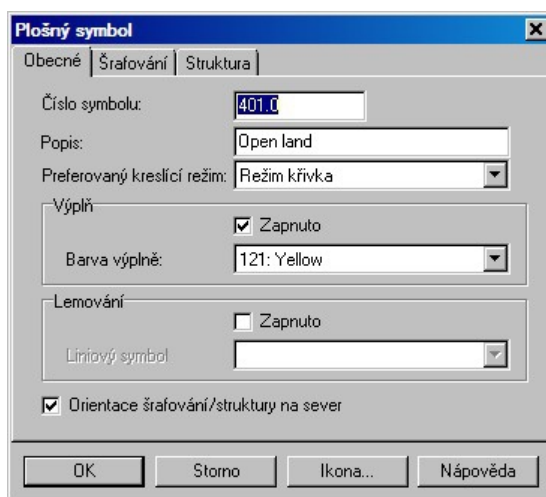 Plošný symbol
Obecné Šrafování Struktura
Číslo symbolu: 401.0
Popis: Open land
Preferovaný kreslící režim: Režim křivka
Výplň
Zapnuto
Barva výplně: 121: Yellow
Lemování
Zapnuto
Liniový symbol
Orientace šrafování/struktury na sever
OK Storno Ikona... Nápověda